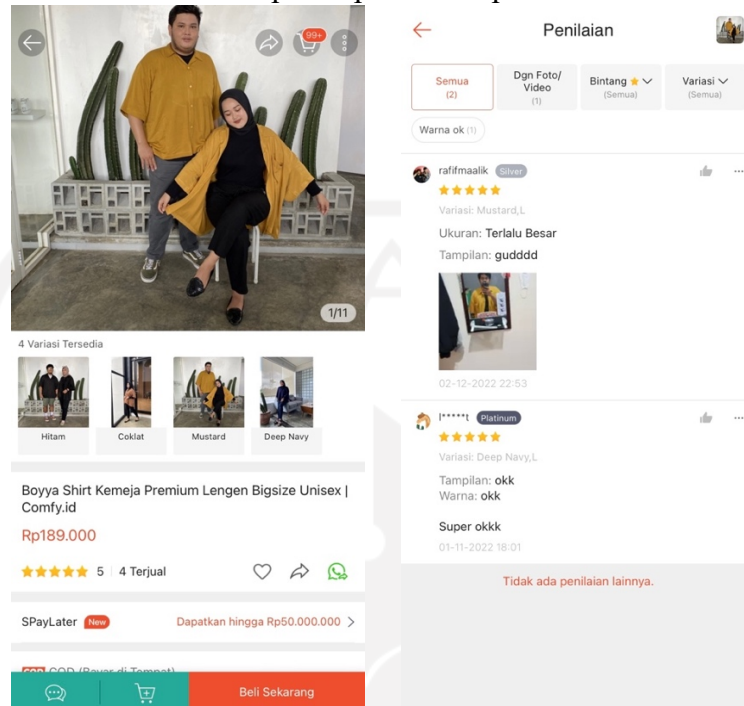 99+
1/11
4 Variasi Tersedia
Hitam
Coklat
Mustard
Deep Navy
Boyya Shirt Kemeja Premium Lengen Bigsize Unisex |
Comfy.id
Rp189.000
5
4 Terjual
SPayLater New
Dapatkan hingga Rp50.000.000 >
COD (Bayar di Tempat)
Beli Sekarang
Penilaian
Semua
(2)
Dgn Foto/
Video
(1)
Bintang
(Semua)
Variasi
(Semua)
Warna ok (1)
rafifmaalik Silver
Variasi: Mustard,L
Ukuran: Terlalu Besar
Tampilan: gudddd
02-12-2022 22:53
l*****t Platinum
Variasi: Deep Navy,L
Tampilan: okk
Warna: okk
Super okkk
01-11-2022 18:01
Tidak ada penilaian lainnya.